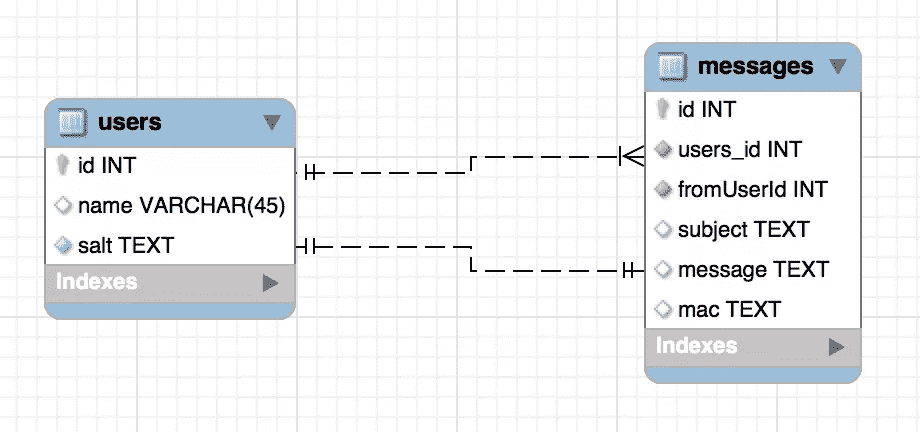 users
id INT
name VARCHAR(45)
salt TEXT
Indexes
messages
id INT
users_id INT
fromUserId INT
subject TEXT
message TEXT
mac TEXT
Indexes